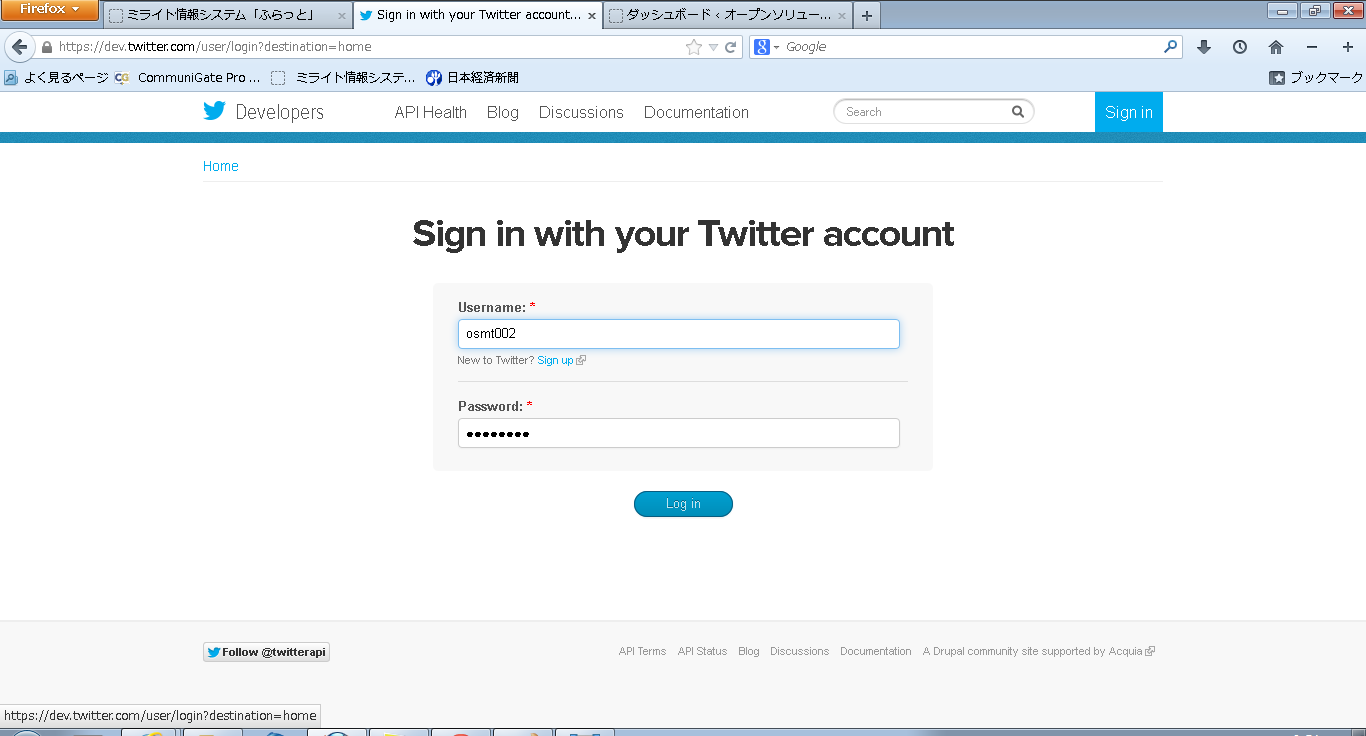 Firefox
ミライト情報システム「ふらっと」
Sign in with your Twitter account...
ダッシュボード ‹ オープンソリュー...
https://dev.twitter.com/user/login?destination=home
Google
よく見るページ
CommuniGate Pro ...
ミライト情報システ...
日本経済新聞
ブックマーク
Developers
API Health
Blog
Discussions
Documentation
Search
Sign in
Home
Sign in with your Twitter account
Username: *
osmt002
New to Twitter? Sign up
Password: *
Log in
Follow @twitterapi
API Terms
API Status
Blog
Discussions
Documentation
A Drupal community site supported by Acquia
https://dev.twitter.com/user/login?destination=home